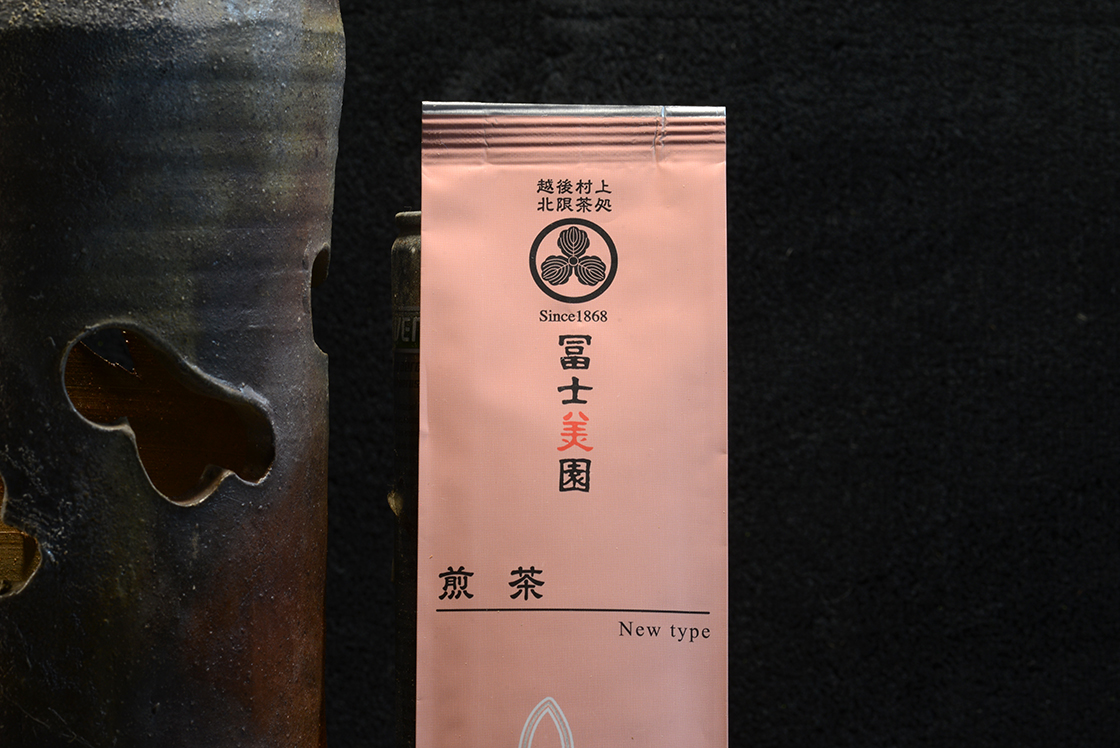 越後村上
北限茶処
Since1868
冨士美園
煎茶
New type